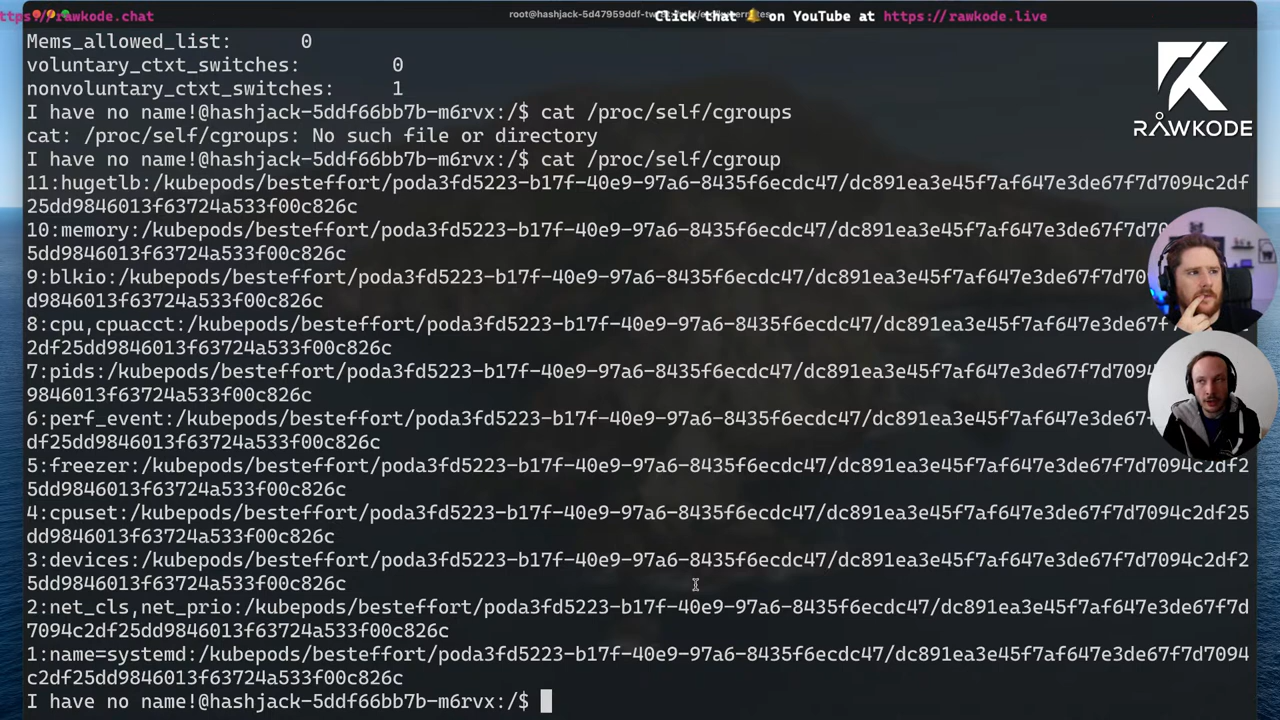 https://rawkode.chat
Click that 🔔 on YouTube at https://rawkode.live
Mems_allowed_list:      0
voluntary_ctxt_switches:        0
nonvoluntary_ctxt_switches:     1
I have no name!@hashjack-5ddf66bb7b-m6rvx:/$ cat /proc/self/cgroups
cat: /proc/self/cgroups: No such file or directory
I have no name!@hashjack-5ddf66bb7b-m6rvx:/$ cat /proc/self/cgroup
11:hugetlb:/kubepods/besteffort/poda3fd5223-b17f-40e9-97a6-8435f6ecdc47/dc891ea3e45f7af647e3de67f7d7094c2df
25dd9846013f63724a533f00c826c
10:memory:/kubepods/besteffort/poda3fd5223-b17f-40e9-97a6-8435f6ecdc47/dc891ea3e45f7af647e3de67f7d7094c2df2
5dd9846013f63724a533f00c826c
9:blkio:/kubepods/besteffort/poda3fd5223-b17f-40e9-97a6-8435f6ecdc47/dc891ea3e45f7af647e3de67f7d70
d9846013f63724a533f00c826c
8:cpu,cpuacct:/kubepods/besteffort/poda3fd5223-b17f-40e9-97a6-8435f6ecdc47/dc891ea3e45f7af647e3de67f7
2df25dd9846013f63724a533f00c826c
7:pids:/kubepods/besteffort/poda3fd5223-b17f-40e9-97a6-8435f6ecdc47/dc891ea3e45f7af647e3de67f7d7094
9846013f63724a533f00c826c
6:perf_event:/kubepods/besteffort/poda3fd5223-b17f-40e9-97a6-8435f6ecdc47/dc891ea3e45f7af647e3de67f7d
df25dd9846013f63724a533f00c826c
5:freezer:/kubepods/besteffort/poda3fd5223-b17f-40e9-97a6-8435f6ecdc47/dc891ea3e45f7af647e3de67f7d7094c2df2
5dd9846013f63724a533f00c826c
4:cpuset:/kubepods/besteffort/poda3fd5223-b17f-40e9-97a6-8435f6ecdc47/dc891ea3e45f7af647e3de67f7d7094c2df25
dd9846013f63724a533f00c826c
3:devices:/kubepods/besteffort/poda3fd5223-b17f-40e9-97a6-8435f6ecdc47/dc891ea3e45f7af647e3de67f7d7094c2df2
5dd9846013f63724a533f00c826c
2:net_cls,net_prio:/kubepods/besteffort/poda3fd5223-b17f-40e9-97a6-8435f6ecdc47/dc891ea3e45f7af647e3de67f7d
7094c2df25dd9846013f63724a533f00c826c
1:name=systemd:/kubepods/besteffort/poda3fd5223-b17f-40e9-97a6-8435f6ecdc47/dc891ea3e45f7af647e3de67f7d7094
c2df25dd9846013f63724a533f00c826c
I have no name!@hashjack-5ddf66bb7b-m6rvx:/$
RAWKODE